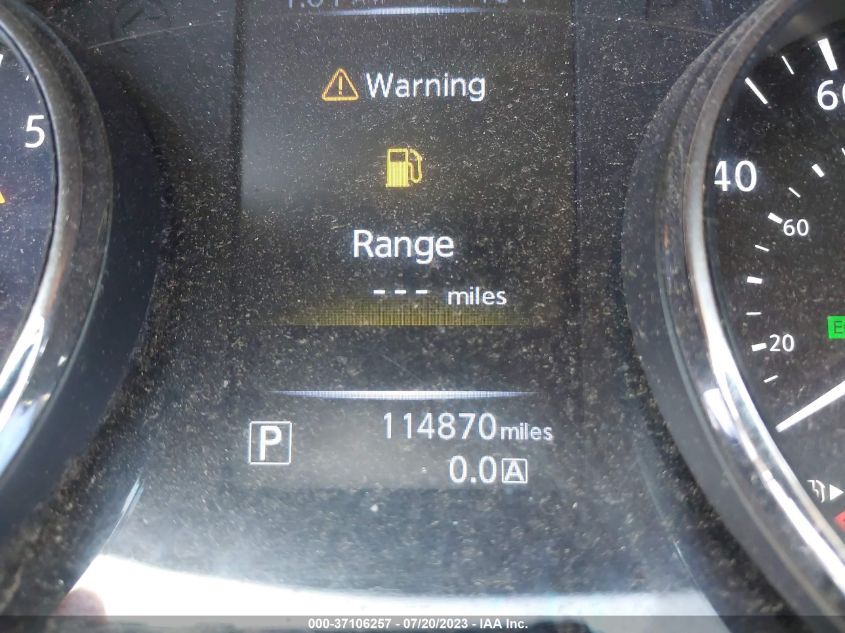 5
Warning
60
40
60
Range
--- miles
20
P
114870 miles
0.0 A
000-37106257 - 07/20/2023 - IAA Inc.